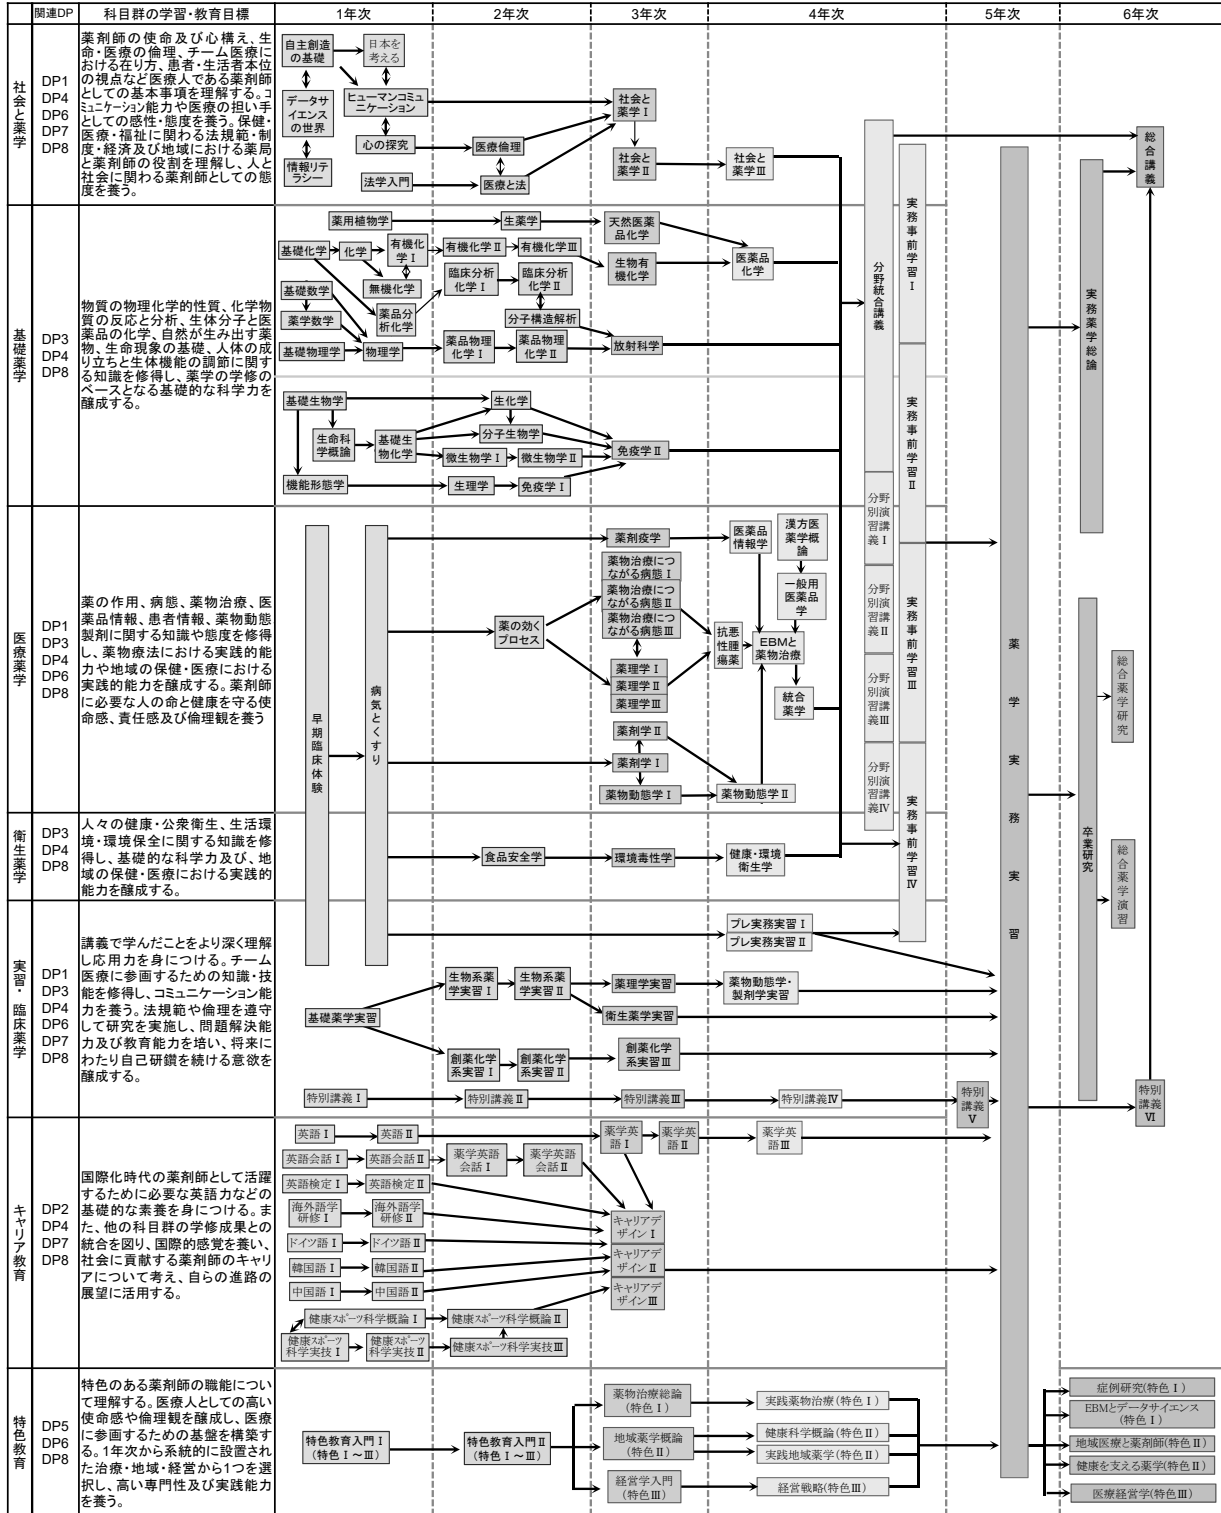 関連DP
科目群の学習・教育目標
1年次
2年次
3年次
4年次
5年次
6年次
社会と薬学
DP1
DP4
DP6
DP7
DP8
薬剤師の使命及び心構え、生
命・医療の倫理、チーム医療に
おける在り方、患者・生活者本位
の視点など医療人である薬剤師
としての基本事項を理解する。コ
ミュニケーション能力や医療の担い手
としての感性・態度を養う。保健・
医療・福祉に関わる法規範・制
度・経済及び地域における薬局
と薬剤師の役割を理解し、人と
社会に関わる薬剤師としての態
度を養う。
自主創造
の基礎
日本を
考える
データサ
イエンス
の世界
ヒューマンコミュ
ニケーション
情報リテ
ラシー
心の探究
法学入門
医療倫理
医療と法
社会と
薬学Ⅰ
社会と
薬学Ⅱ
社会と
薬学Ⅲ
基礎薬学
DP3
DP4
DP8
物質の物理化学的性質、化学物
質の反応と分析、生体分子と医
薬品の化学、自然が生み出す薬
物、生命現象の基礎、人体の成
り立ちと生体機能の調節に関す
る知識を修得し、薬学の学修の
ベースとなる基礎的な科学力を
醸成する。
薬用植物学
生薬学
天然医薬
品化学
基礎化学
化学
有機化
学Ⅰ
有機化学Ⅱ
有機化学Ⅲ
生物有
機化学
医薬品
化学
無機化学
臨床分析
化学Ⅰ
臨床分析
化学Ⅱ
基礎数学
薬学数学
薬品分
析化学
分子構造解析
基礎物理学
物理学
薬品物理
化学Ⅰ
薬品物理
化学Ⅱ
放射科学
基礎生物学
生化学
生命科
学概論
基礎生
物化学
分子生物学
微生物学Ⅰ
微生物学Ⅱ
免疫学Ⅱ
機能形態学
生理学
免疫学Ⅰ
医療薬学
DP1
DP3
DP4
DP6
DP8
薬の作用、病態、薬物治療、医
薬品情報、患者情報、薬物動態
製剤に関する知識や態度を修得
し、薬物療法における実践的能
力や地域の保健・医療における
実践的能力を醸成する。薬剤師
に必要な人の命と健康を守る使
命感、責任感及び倫理観を養う
早期臨床体験
病気とくすり
薬の効く
プロセス
薬剤疫学
薬物治療につ
ながる病態Ⅰ
薬物治療につ
ながる病態Ⅱ
薬物治療につ
ながる病態Ⅲ
薬理学Ⅰ
薬理学Ⅱ
薬理学Ⅲ
薬剤学Ⅱ
薬剤学Ⅰ
薬物動態学Ⅰ
医薬品
情報学
漢方医
薬学概
論
一般用
医薬品
学
抗悪
性腫
瘍薬
EBMと
薬物治療
統合
薬学
薬物動態学Ⅱ
分野統合講義
分野別演習講義Ⅰ
分野別演習講義Ⅱ
分野別演習講義Ⅲ
分野別演習講義Ⅳ
実務事前学習Ⅰ
実務事前学習Ⅱ
実務事前学習Ⅲ
実務事前学習Ⅳ
薬学実務実習
実務薬学総論
卒業研究
総合講義
総合薬学研究
総合薬学演習
衛生薬学
DP3
DP4
DP8
人々の健康・公衆衛生、生活環
境・環境保全に関する知識を修
得し、基礎的な科学力及び、地
域の保健・医療における実践的
能力を醸成する。
食品安全学
環境毒性学
健康・環境
衛生学
実習・臨床薬学
DP1
DP3
DP4
DP6
DP7
DP8
講義で学んだことをより深く理解
し応用力を身につける。チーム
医療に参画するための知識・技
能を修得し、コミュニケーション能
力を養う。法規範や倫理を遵守
して研究を実施し、問題解決能
力及び教育能力を培い、将来に
わたり自己研鑽を続ける意欲を
醸成する。
プレ実務実習Ⅰ
プレ実務実習Ⅱ
基礎薬学実習
生物系薬
学実習Ⅰ
生物系薬
学実習Ⅱ
薬理学実習
薬物動態学・
製剤学実習
衛生薬学実習
創薬化学
系実習Ⅰ
創薬化学
系実習Ⅱ
創薬化学
系実習Ⅲ
特別講義Ⅰ
特別講義Ⅱ
特別講義Ⅲ
特別講義Ⅳ
特別
講義
Ⅴ
特別
講義
Ⅵ
キャリア教育
DP2
DP4
DP7
DP8
国際化時代の薬剤師として活躍
するために必要な英語力などの
基礎的な素養を身につける。ま
た、他の科目群の学修成果との
統合を図り、国際的感覚を養い、
社会に貢献する薬剤師のキャリ
アについて考え、自らの進路の
展望に活用する。
英語Ⅰ
英語Ⅱ
薬学英
語Ⅰ
薬学英
語Ⅱ
薬学英
語Ⅲ
英語会話Ⅰ
英語会話Ⅱ
薬学英語
会話Ⅰ
薬学英語
会話Ⅱ
英語検定Ⅰ
英語検定Ⅱ
海外語学
研修Ⅰ
海外語学
研修Ⅱ
ドイツ語Ⅰ
ドイツ語Ⅱ
韓国語Ⅰ
韓国語Ⅱ
中国語Ⅰ
中国語Ⅱ
キャリアデ
ザインⅠ
キャリアデ
ザインⅡ
キャリアデ
ザインⅢ
健康スポーツ科学概論Ⅰ
健康スポーツ科学概論Ⅱ
健康スポーツ
科学実技Ⅰ
健康スポーツ
科学実技Ⅱ
健康スポーツ科学実技Ⅲ
特色教育
DP5
DP6
DP8
特色のある薬剤師の職能につい
て理解する。医療人としての高い
使命感や倫理観を醸成し、医療
に参画するための基盤を構築す
る。1年次から系統的に設置され
た治療・地域・経営から1つを選
択し、高い専門性及び実践能力
を養う。
特色教育入門Ⅰ
(特色Ⅰ～Ⅲ)
特色教育入門Ⅱ
(特色Ⅰ～Ⅲ)
薬物治療総論
(特色Ⅰ)
地域薬学概論
(特色Ⅱ)
経営学入門
(特色Ⅲ)
実践薬物治療(特色Ⅰ)
健康科学概論(特色Ⅱ)
実践地域薬学(特色Ⅱ)
経営戦略(特色Ⅲ)
症例研究(特色Ⅰ)
EBMとデータサイエンス
(特色Ⅰ)
地域医療と薬剤師(特色Ⅱ)
健康を支える薬学(特色Ⅱ)
医療経営学(特色Ⅲ)